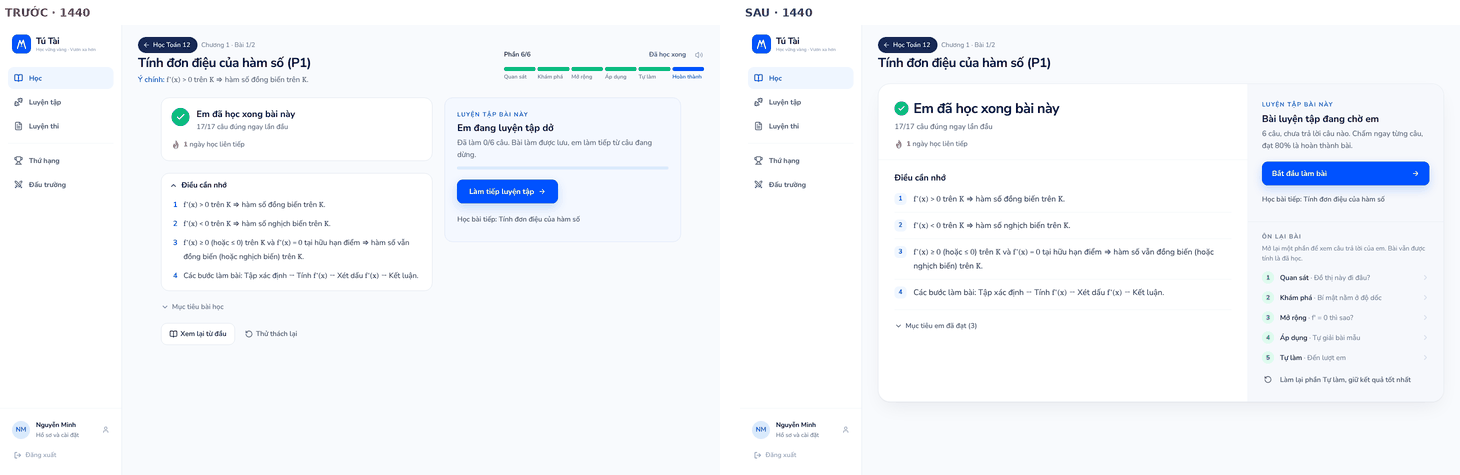 TRƯỚC · 1440
Tú Tài
Học vững vàng · Vươn xa hơn
Học
Luyện tập
Luyện thi
Thứ hạng
Đấu trường
NM
Nguyễn Minh
Hồ sơ và cài đặt
Đăng xuất
← Học Toán 12
Chương 1 · Bài 1/2
Tính đơn điệu của hàm số (P1)
Ý chính: f'(x) > 0 trên K ⇒ hàm số đồng biến trên K.
Phần 6/6
Đã học xong
Quan sát
Khám phá
Mở rộng
Áp dụng
Tự làm
Hoàn thành
Em đã học xong bài này
17/17 câu đúng ngay lần đầu
1 ngày học liên tiếp
Điều cần nhớ
1 f'(x) > 0 trên K ⇒ hàm số đồng biến trên K.
2 f'(x) < 0 trên K ⇒ hàm số nghịch biến trên K.
3 f'(x) ≥ 0 (hoặc ≤ 0) trên K và f'(x) = 0 tại hữu hạn điểm ⇒ hàm số vẫn
đồng biến (hoặc nghịch biến) trên K.
4 Các bước làm bài: Tập xác định → Tính f'(x) → Xét dấu f'(x) → Kết luận.
Mục tiêu bài học
Xem lại từ đầu
Thử thách lại
LUYỆN TẬP BÀI NÀY
Em đang luyện tập dở
Đã làm 0/6 câu. Bài làm được lưu, em làm tiếp từ câu đang
dừng.
Làm tiếp luyện tập →
Học bài tiếp: Tính đơn điệu của hàm số
SAU · 1440
Tú Tài
Học vững vàng · Vươn xa hơn
Học
Luyện tập
Luyện thi
Thứ hạng
Đấu trường
NM
Nguyễn Minh
Hồ sơ và cài đặt
Đăng xuất
← Học Toán 12
Chương 1 · Bài 1/2
Tính đơn điệu của hàm số (P1)
Em đã học xong bài này
17/17 câu đúng ngay lần đầu
1 ngày học liên tiếp
Điều cần nhớ
1 f'(x) > 0 trên K ⇒ hàm số đồng biến trên K.
2 f'(x) < 0 trên K ⇒ hàm số nghịch biến trên K.
3 f'(x) ≥ 0 (hoặc ≤ 0) trên K và f'(x) = 0 tại hữu hạn điểm ⇒ hàm số vẫn đồng biến (hoặc
nghịch biến) trên K.
4 Các bước làm bài: Tập xác định → Tính f'(x) → Xét dấu f'(x) → Kết luận.
Mục tiêu em đã đạt (3)
LUYỆN TẬP BÀI NÀY
Bài luyện tập đang chờ em
6 câu, chưa trả lời câu nào. Chấm ngay từng câu,
đạt 80% là hoàn thành bài.
Bắt đầu làm bài →
Học bài tiếp: Tính đơn điệu của hàm số
ÔN LẠI BÀI
Mở lại một phần để xem câu trả lời của em. Bài vẫn được
tính là đã học.
1 Quan sát · Đồ thị này đi đâu?
2 Khám phá · Bí mật nằm ở độ dốc
3 Mở rộng · f' = 0 thì sao?
4 Áp dụng · Tự giải bài mẫu
5 Tự làm · Đến lượt em
Làm lại phần Tự làm, giữ kết quả tốt nhất